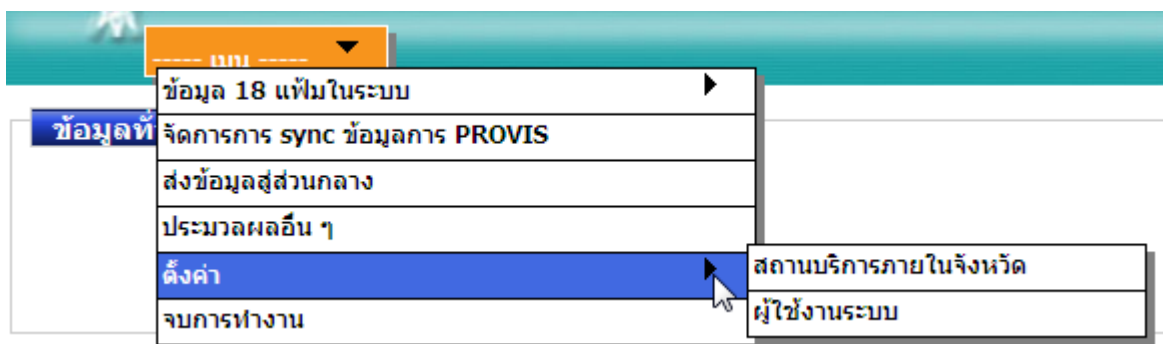 ----- เมนู -----
ข้อมูล 18 แฟ้มในระบบ
ข้อมูลที่
จัดการการ sync ข้อมูลการ PROVIS
ส่งข้อมูลสู่ส่วนกลาง
ประมวลผลอื่น ๆ
ตั้งค่า
สถานบริการภายในจังหวัด
ผู้ใช้งานระบบ
จบการทำงาน